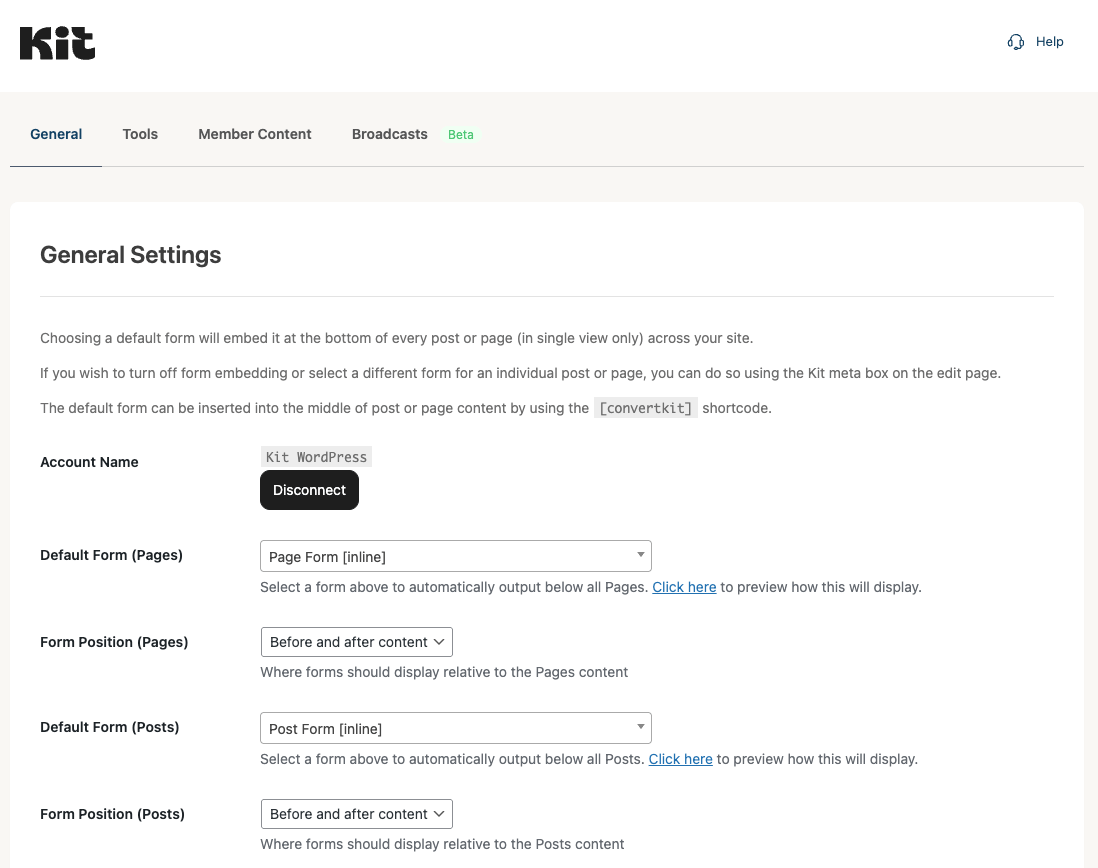 Kit
Help
General Tools Member Content Broadcasts Beta
General Settings
Choosing a default form will embed it at the bottom of every post or page (in single view only) across your site.
If you wish to turn off form embedding or select a different form for an individual post or page, you can do so using the Kit meta box on the edit page.
The default form can be inserted into the middle of post or page content by using the [convertkit] shortcode.
Account Name
Kit WordPress
Disconnect
Default Form (Pages)
Page Form [inline]
Select a form above to automatically output below all Pages. Click here to preview how this will display.
Form Position (Pages)
Before and after content
Where forms should display relative to the Pages content
Default Form (Posts)
Post Form [inline]
Select a form above to automatically output below all Posts. Click here to preview how this will display.
Form Position (Posts)
Before and after content
Where forms should display relative to the Posts content